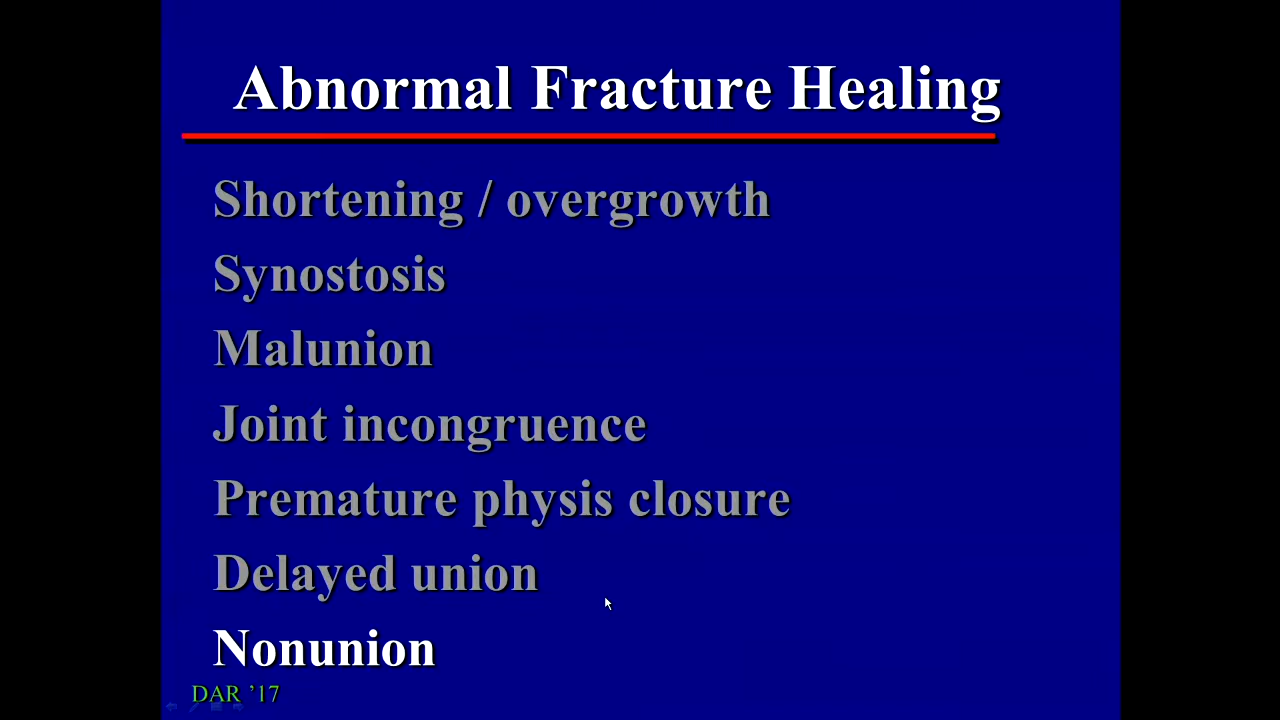 Abnormal Fracture Healing
Shortening / overgrowth
Synostosis
Malunion
Joint incongruence
Premature physis closure
Delayed union
Nonunion
DAR ’17